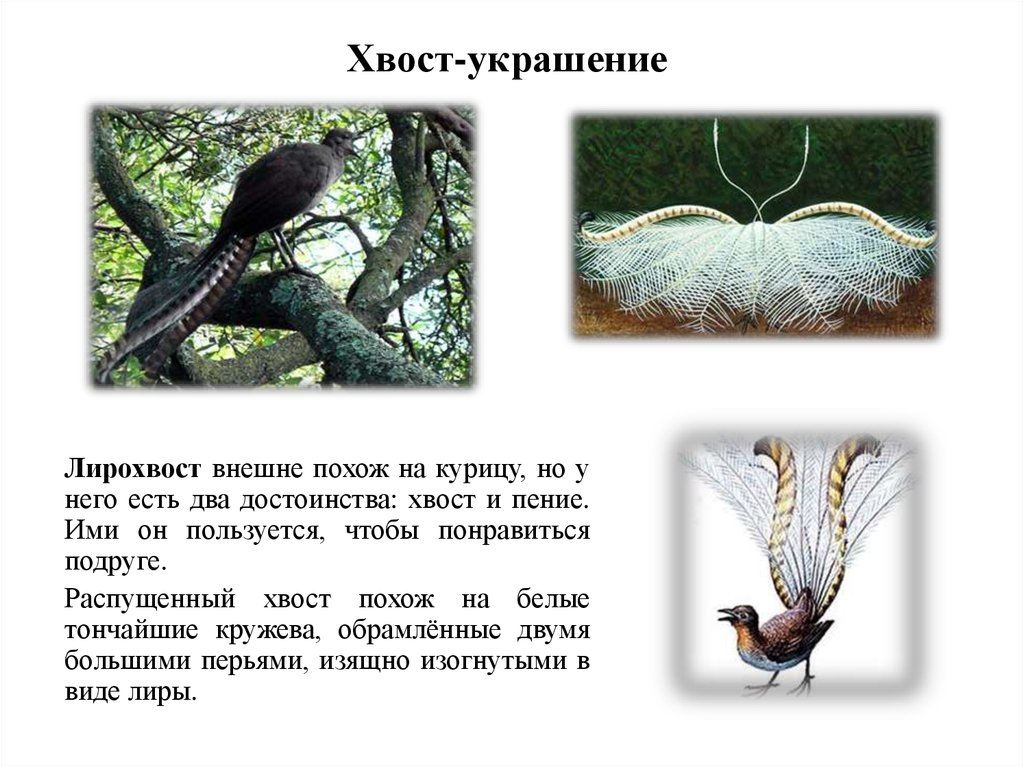 Хвост-украшение
Лирохвост внешне похож на курицу, но у
него есть два достоинства: хвост и пение.
Ими он пользуется, чтобы понравиться
подруге.
Распущенный хвост похож на белые
тончайшие кружева, обрамлённые двумя
большими перьями, изящно изогнутыми в
виде лиры.